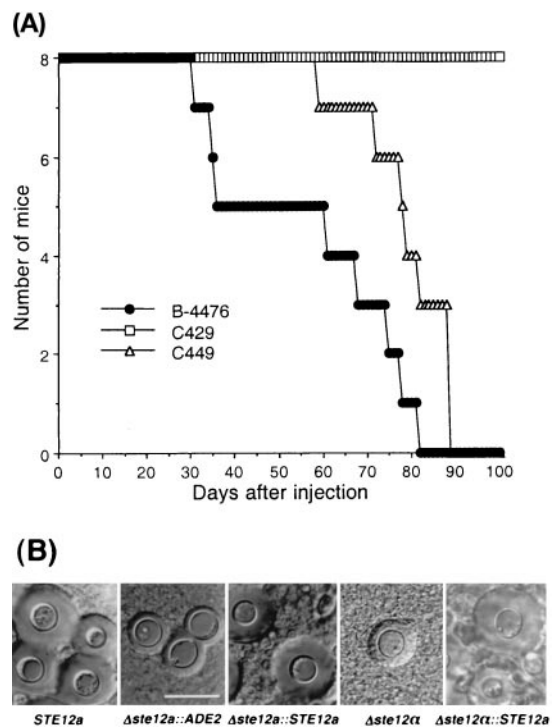 (A)
Number of mice
8
6
4
2
0
B-4476
C429
C449
0 10 20 30 40 50 60 70 80 90 100
Days after injection
(B)
STE12a Δste12a::ADE2 Δste12a::STE12a Δste12α Δste12α::STE12a